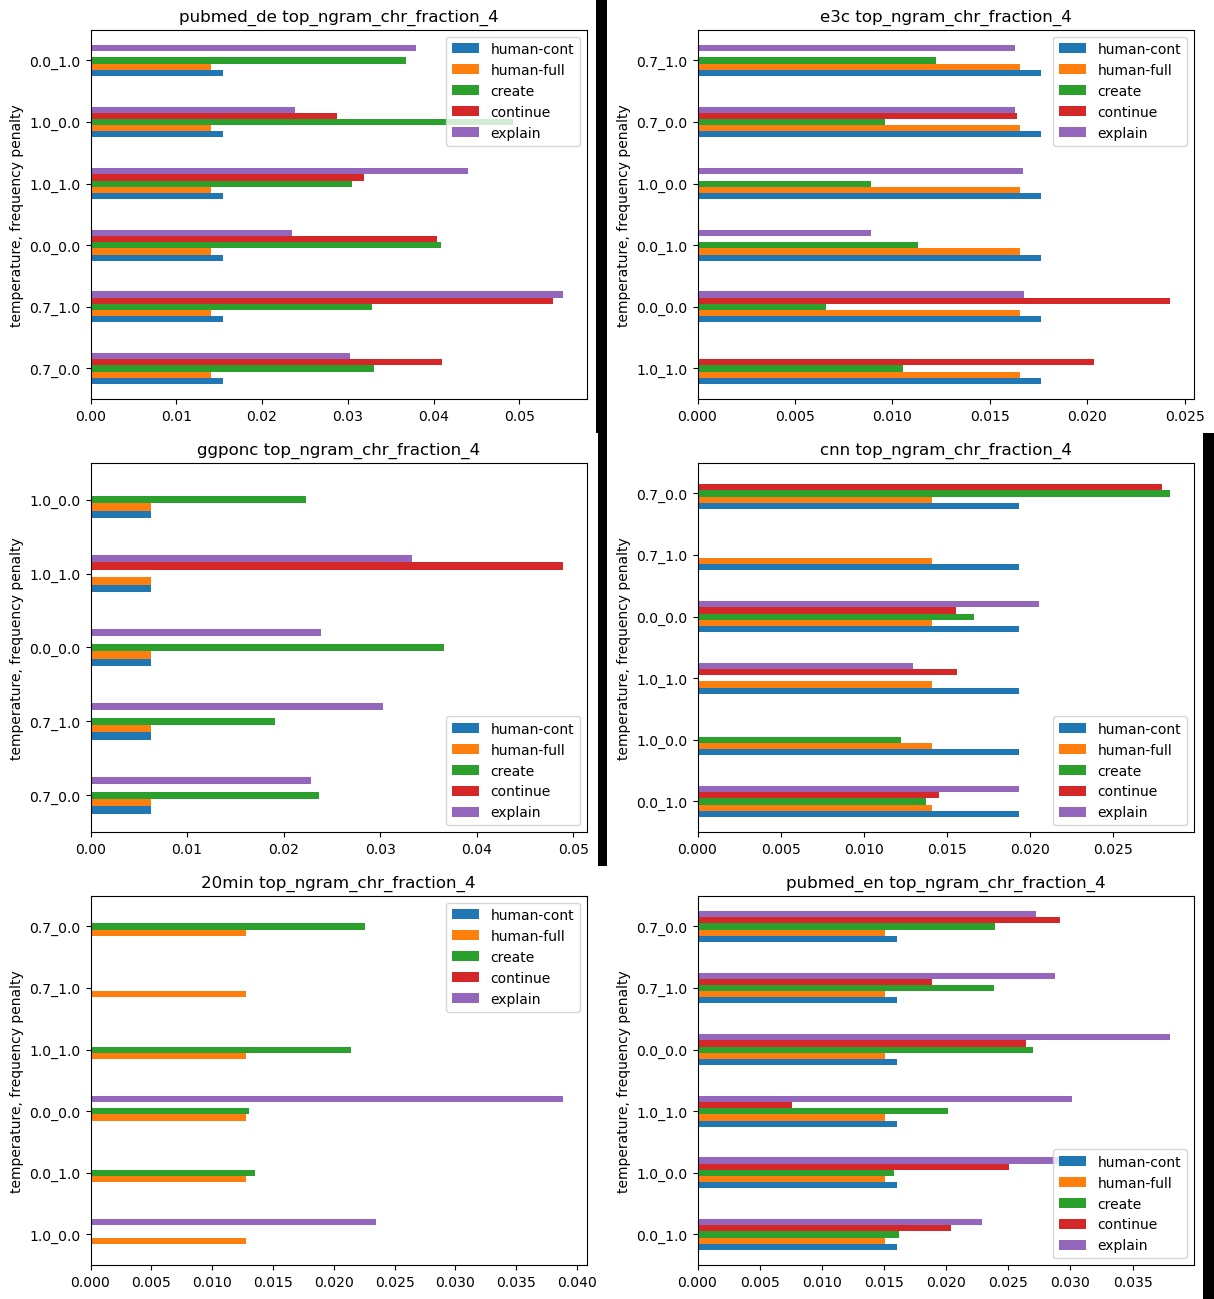 pubmed_de top_ngram_chr_fraction_4
temperature, frequency penalty
0.0_1.0
1.0_0.0
1.0_1.0
0.0_0.0
0.7_1.0
0.7_0.0
0.00 0.01 0.02 0.03 0.04 0.05
human-cont
human-full
create
continue
explain
e3c top_ngram_chr_fraction_4
temperature, frequency penalty
0.7_1.0
0.7_0.0
1.0_0.0
0.0_1.0
0.0_0.0
1.0_1.0
0.000 0.005 0.010 0.015 0.020 0.025
human-cont
human-full
create
continue
explain
ggponc top_ngram_chr_fraction_4
temperature, frequency penalty
1.0_0.0
1.0_1.0
0.0_0.0
0.7_1.0
0.7_0.0
0.00 0.01 0.02 0.03 0.04 0.05
human-cont
human-full
create
continue
explain
cnn top_ngram_chr_fraction_4
temperature, frequency penalty
0.7_0.0
0.7_1.0
0.0_0.0
1.0_1.0
1.0_0.0
0.0_1.0
0.000 0.005 0.010 0.015 0.020 0.025
human-cont
human-full
create
continue
explain
20min top_ngram_chr_fraction_4
temperature, frequency penalty
0.7_0.0
0.7_1.0
1.0_1.0
0.0_0.0
0.0_1.0
1.0_0.0
0.000 0.005 0.010 0.015 0.020 0.025 0.030 0.035 0.040
human-cont
human-full
create
continue
explain
pubmed_en top_ngram_chr_fraction_4
temperature, frequency penalty
0.7_0.0
0.7_1.0
0.0_0.0
1.0_1.0
1.0_0.0
0.0_1.0
0.000 0.005 0.010 0.015 0.020 0.025 0.030 0.035
human-cont
human-full
create
continue
explain